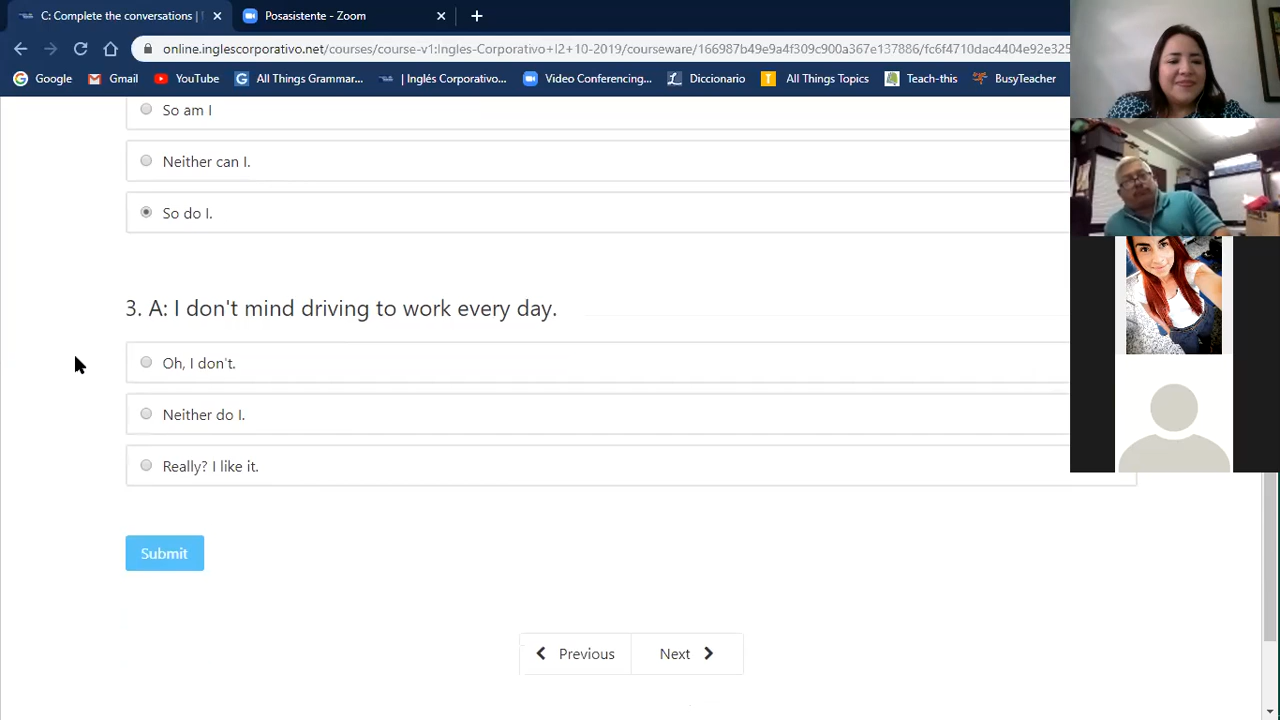 C: Complete the conversations |
Posasistente - Zoom
online.inglescorporativo.net/courses/course-v1:Ingles-Corporativo+I2+10-2019/courseware/166987b49e9a4f309c900a367e137886/fc6f4710dac4404e92e325
Google
Gmail
YouTube
All Things Grammar...
| Inglés Corporativo...
Video Conferencing...
Diccionario
All Things Topics
Teach-this
BusyTeacher
So am I
Neither can I.
So do I.
3. A: I don't mind driving to work every day.
Oh, I don't.
Neither do I.
Really? I like it.
Submit
Previous
Next